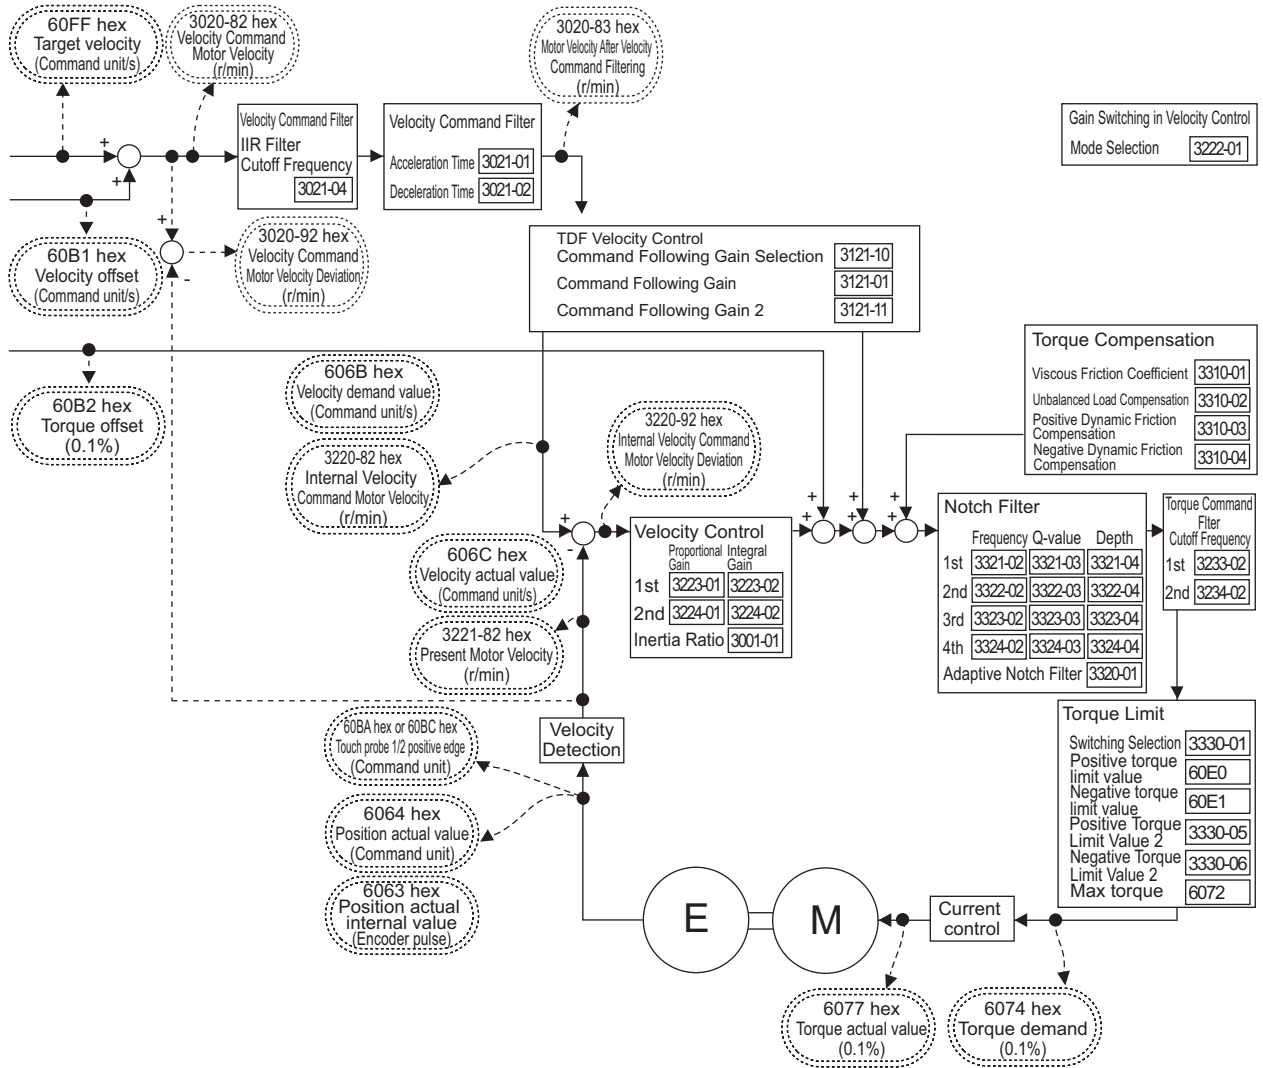 60FF hex
Target velocity
(Command unit/s)
3020-82 hex
Velocity Command
Motor Velocity
(r/min)
3020-83 hex
Motor Velocity After Velocity
Command Filtering
(r/min)
Velocity Command Filter
IIR Filter
Cutoff Frequency
3021-04
Velocity Command Filter
Acceleration Time 3021-01
Deceleration Time 3021-02
Gain Switching in Velocity Control
Mode Selection 3222-01
+
+
+
-
60B1 hex
Velocity offset
(Command unit/s)
3020-92 hex
Velocity Command
Motor Velocity Deviation
(r/min)
TDF Velocity Control
Command Following Gain Selection 3121-10
Command Following Gain 3121-01
Command Following Gain 2 3121-11
60B2 hex
Torque offset
(0.1%)
606B hex
Velocity demand value
(Command unit/s)
3220-82 hex
Internal Velocity
Command Motor Velocity
(r/min)
3220-92 hex
Internal Velocity Command
Motor Velocity Deviation
(r/min)
Torque Compensation
Viscous Friction Coefficient 3310-01
Unbalanced Load Compensation 3310-02
Positive Dynamic Friction
Compensation 3310-03
Negative Dynamic Friction
Compensation 3310-04
+
-
+ + +
+ + +
606C hex
Velocity actual value
(Command unit/s)
3221-82 hex
Present Motor Velocity
(r/min)
Velocity Control
Proportional Integral
Gain Gain
1st 3223-01 3223-02
2nd 3224-01 3224-02
Inertia Ratio 3001-01
Notch Filter
Frequency Q-value Depth
1st 3321-02 3321-03 3321-04
2nd 3322-02 3322-03 3322-04
3rd 3323-02 3323-03 3323-04
4th 3324-02 3324-03 3324-04
Adaptive Notch Filter 3320-01
Torque Command
Flter
Cutoff Frequency
1st 3233-02
2nd 3234-02
Velocity
Detection
60BA hex or 60BC hex
Touch probe 1/2 positive edge
(Command unit)
6064 hex
Position actual value
(Command unit)
6063 hex
Position actual
internal value
(Encoder pulse)
Torque Limit
Switching Selection 3330-01
Positive torque
limit value 60E0
Negative torque
limit value 60E1
Positive Torque
Limit Value 2 3330-05
Negative Torque
Limit Value 2 3330-06
Max torque 6072
E
M
Current
control
6077 hex
Torque actual value
(0.1%)
6074 hex
Torque demand
(0.1%)